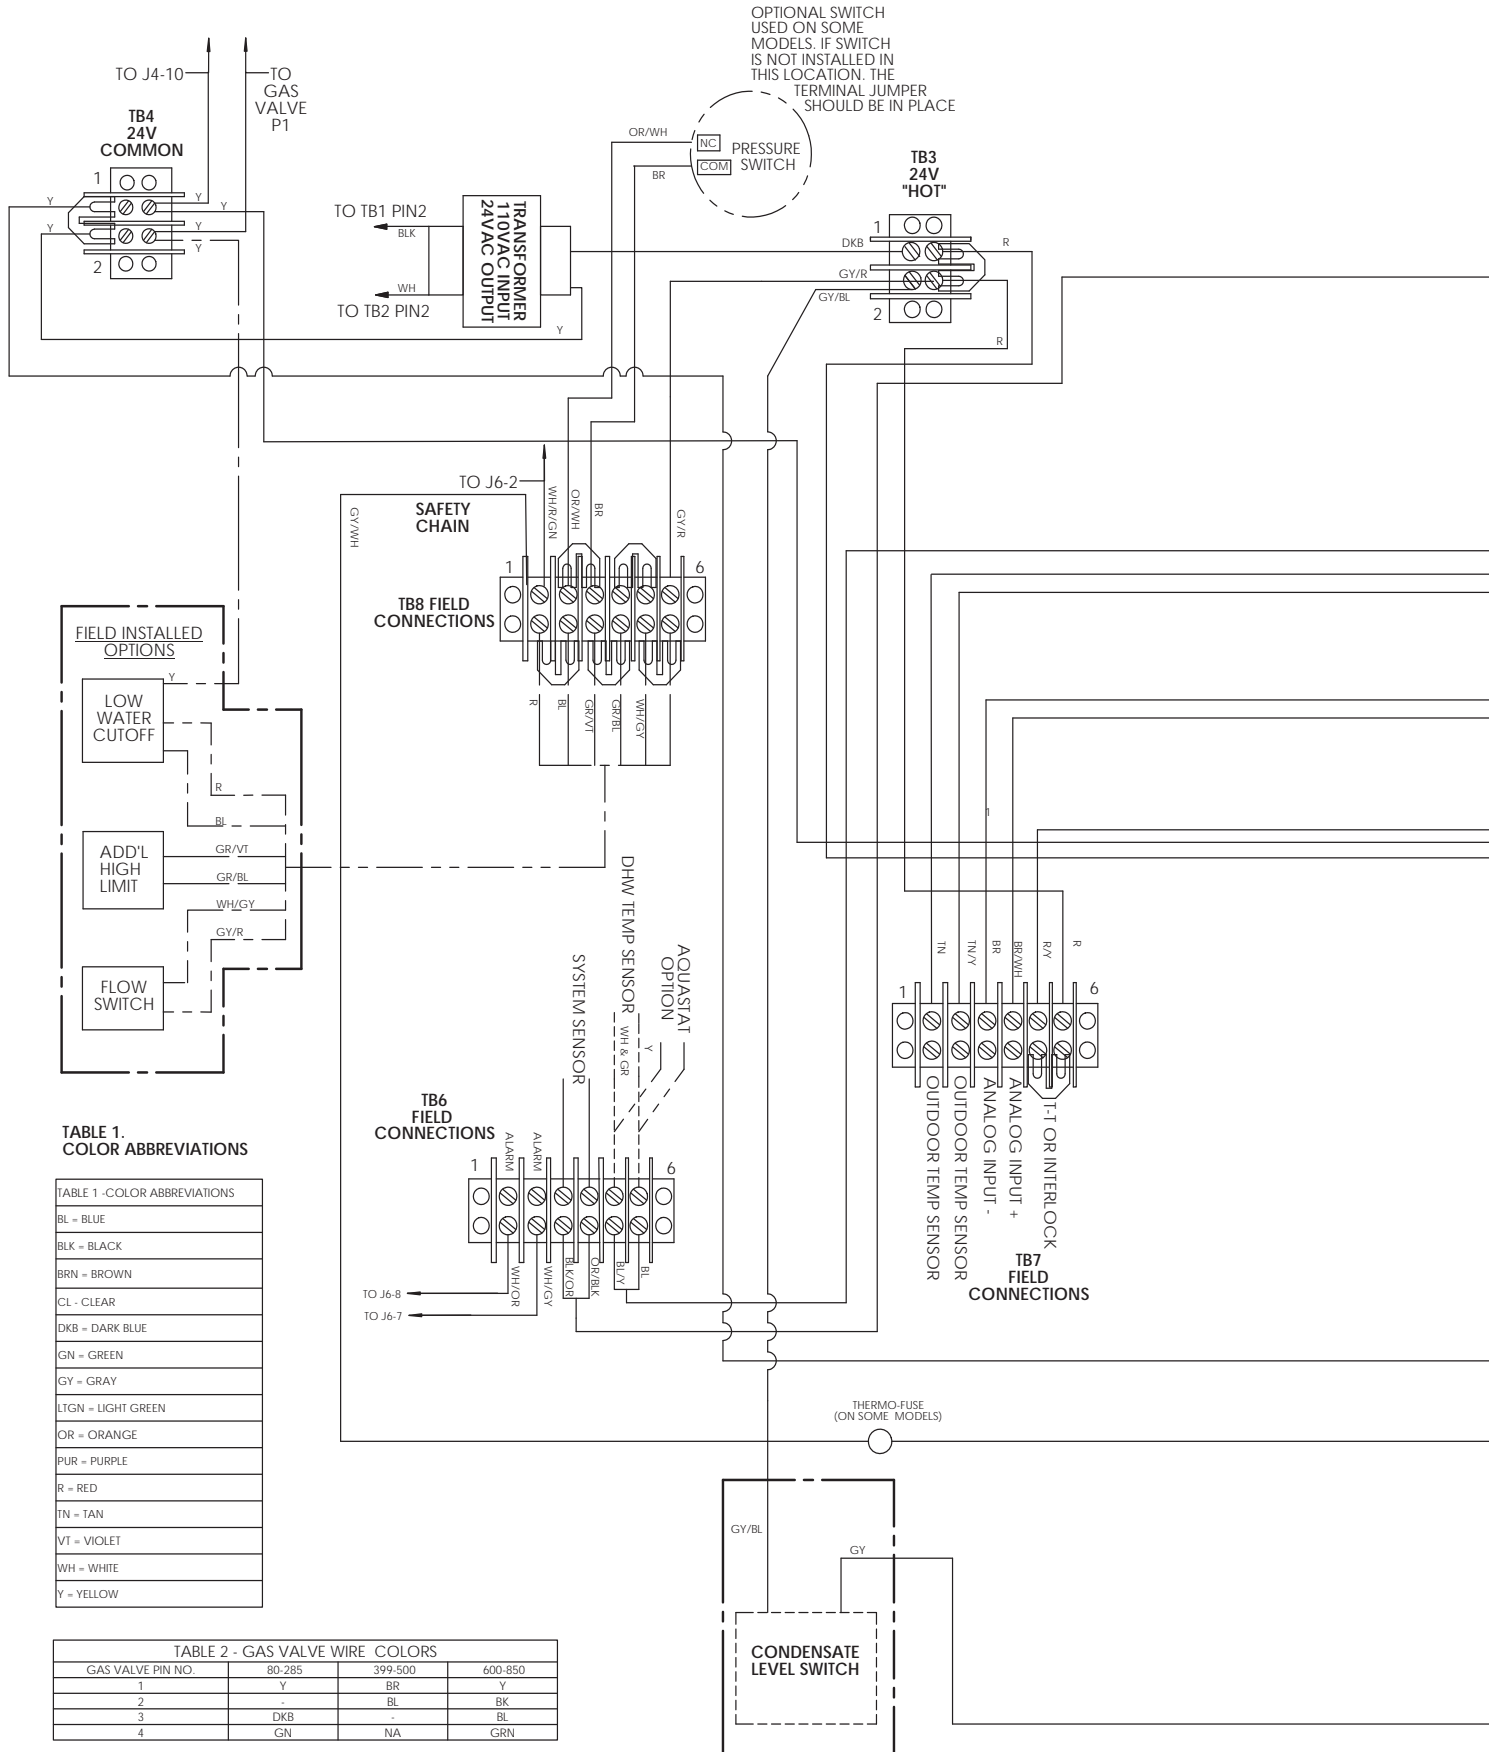 OPTIONAL SWITCH
USED ON SOME
MODELS. IF SWITCH
IS NOT INSTALLED IN
THIS LOCATION. THE
TERMINAL JUMPER
SHOULD BE IN PLACE
TO J4-10
TO
GAS
VALVE
P1
TB4
24V
COMMON
1
2
Y
Y
Y
Y
Y
Y
TO TB1 PIN2
BLK
WH
TO TB2 PIN2
TRANSFORMER
110VAC INPUT
24VAC OUTPUT
Y
OR/WH
BR
NC
COM
PRESSURE
SWITCH
TB3
24V
"HOT"
1
2
DKB
GY/R
GY/BL
R
R
TO J6-2
SAFETY
CHAIN
GY/WH
WH/R/GN
OR/WH
BR
GY/R
1
6
TB8 FIELD
CONNECTIONS
R
BL
GR/VT
GR/BL
WH/GY
FIELD INSTALLED
OPTIONS
Y
LOW
WATER
CUTOFF
R
BL
ADD'L
HIGH
LIMIT
GR/VT
GR/BL
WH/GY
GY/R
FLOW
SWITCH
SYSTEM SENSOR
DHW TEMP SENSOR
WH & GR
Y
AQUASTAT
OPTION
TB6
FIELD
CONNECTIONS
1
ALARM
ALARM
6
WH/OR
WH/GY
BLK/OR
OR/BLK
BL/Y
BL
TO J6-8
TO J6-7
1
TN
TN/Y
BR
BR/WH
R/Y
R
1
6
OUTDOOR TEMP SENSOR
OUTDOOR TEMP SENSOR
ANALOG INPUT -
ANALOG INPUT +
T-T OR INTERLOCK
TB7
FIELD
CONNECTIONS
THERMO-FUSE
(ON SOME MODELS)
GY/BL
GY
CONDENSATE
LEVEL SWITCH
TABLE 1.
COLOR ABBREVIATIONS
TABLE 1 -COLOR ABBREVIATIONS
BL = BLUE
BLK = BLACK
BRN = BROWN
CL - CLEAR
DKB = DARK BLUE
GN = GREEN
GY = GRAY
LTGN = LIGHT GREEN
OR = ORANGE
PUR = PURPLE
R = RED
TN = TAN
VT = VIOLET
WH = WHITE
Y = YELLOW
TABLE 2 - GAS VALVE WIRE COLORS
GAS VALVE PIN NO. 80-285 399-500 600-850
1 Y BR Y
2 - BL BK
3 DKB - BL
4 GN NA GRN